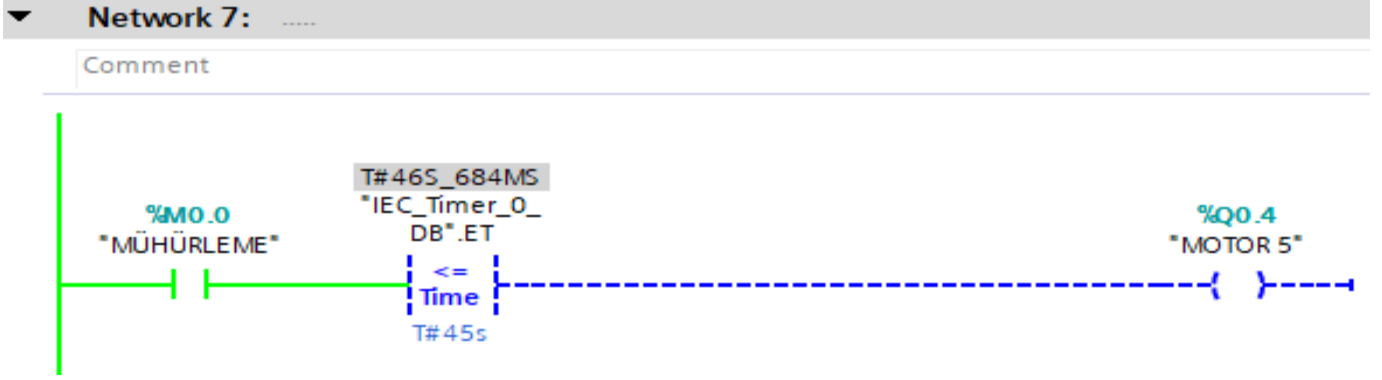 Network 7: .....
Comment
T#46S_684MS
"IEC_Timer_0_
DB".ET
%M0.0
"MÜHÜRLEME"
%Q0.4
"MOTOR 5"
<=
Time
T#45s